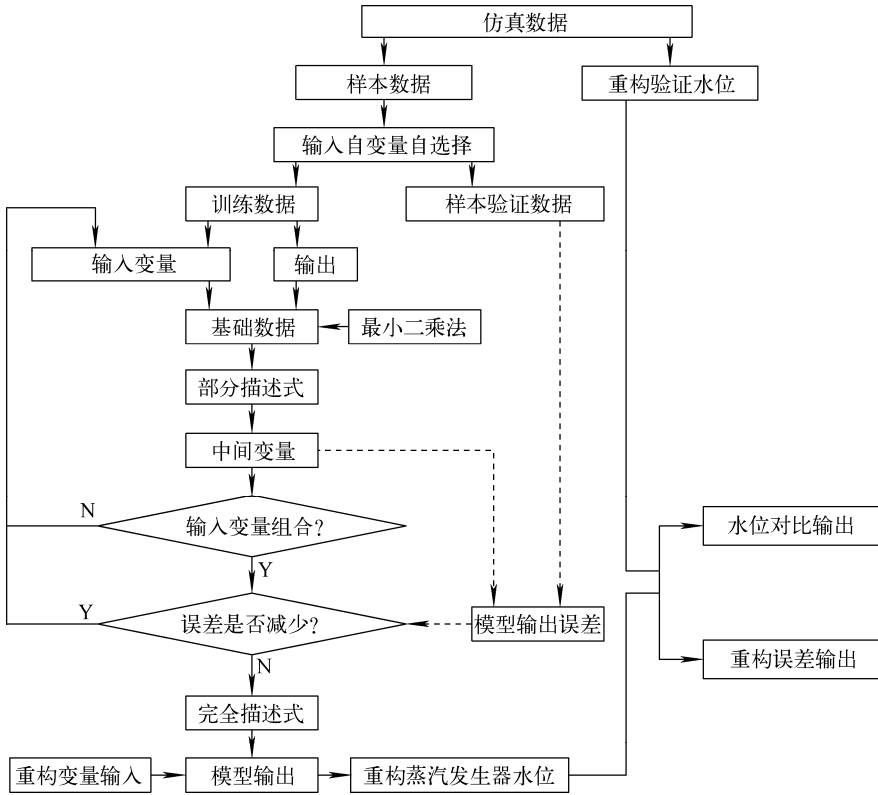 仿真数据
样本数据
重构验证水位
输入自变量自选择
训练数据
样本验证数据
输入变量
输出
基础数据
最小二乘法
部分描述式
中间变量
N
输入变量组合?
水位对比输出
Y
Y
误差是否减少?
模型输出误差
N
重构误差输出
完全描述式
重构变量输入
模型输出
重构蒸汽发生器水位